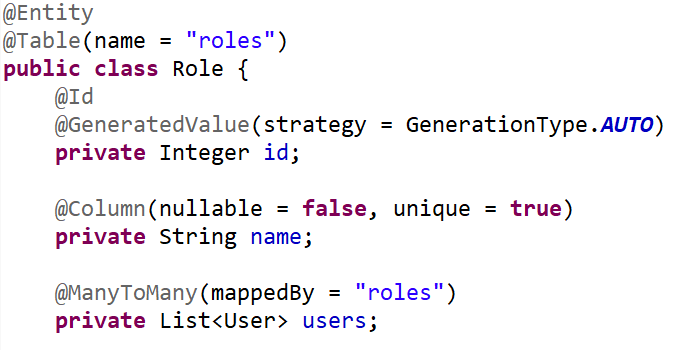 @Entity
@Table(name = "roles")
public class Role {
    @Id
    @GeneratedValue(strategy = GenerationType.AUTO)
    private Integer id;
    @Column(nullable = false, unique = true)
    private String name;
    @ManyToMany(mappedBy = "roles")
    private List<User> users;